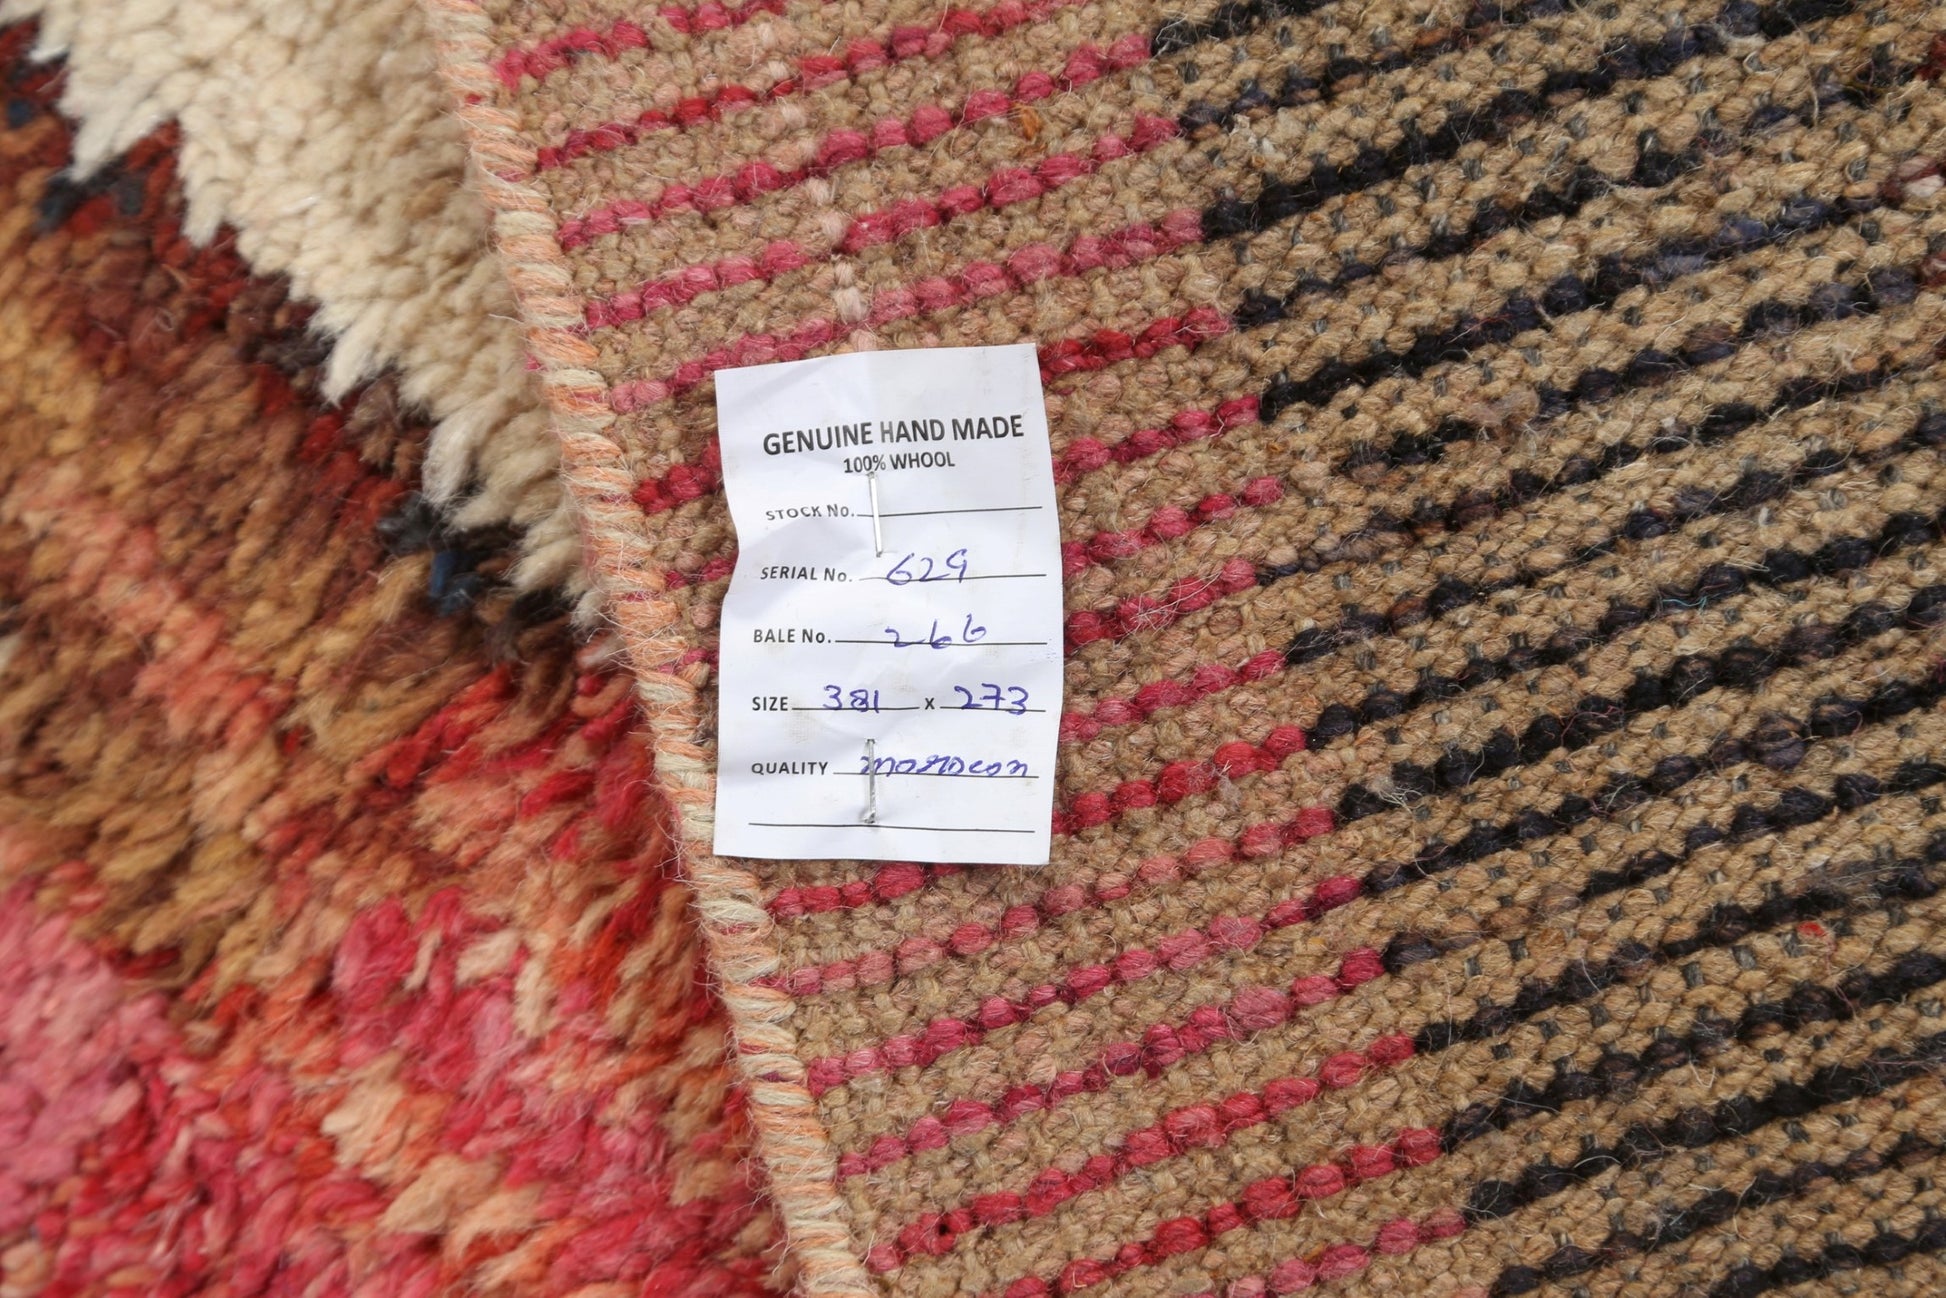 GENUINE HAND MADE
100% WHOOL
STOCK No.
SERIAL No. 629
BALE No. 266
SIZE 381 x 273
QUALITY morocon